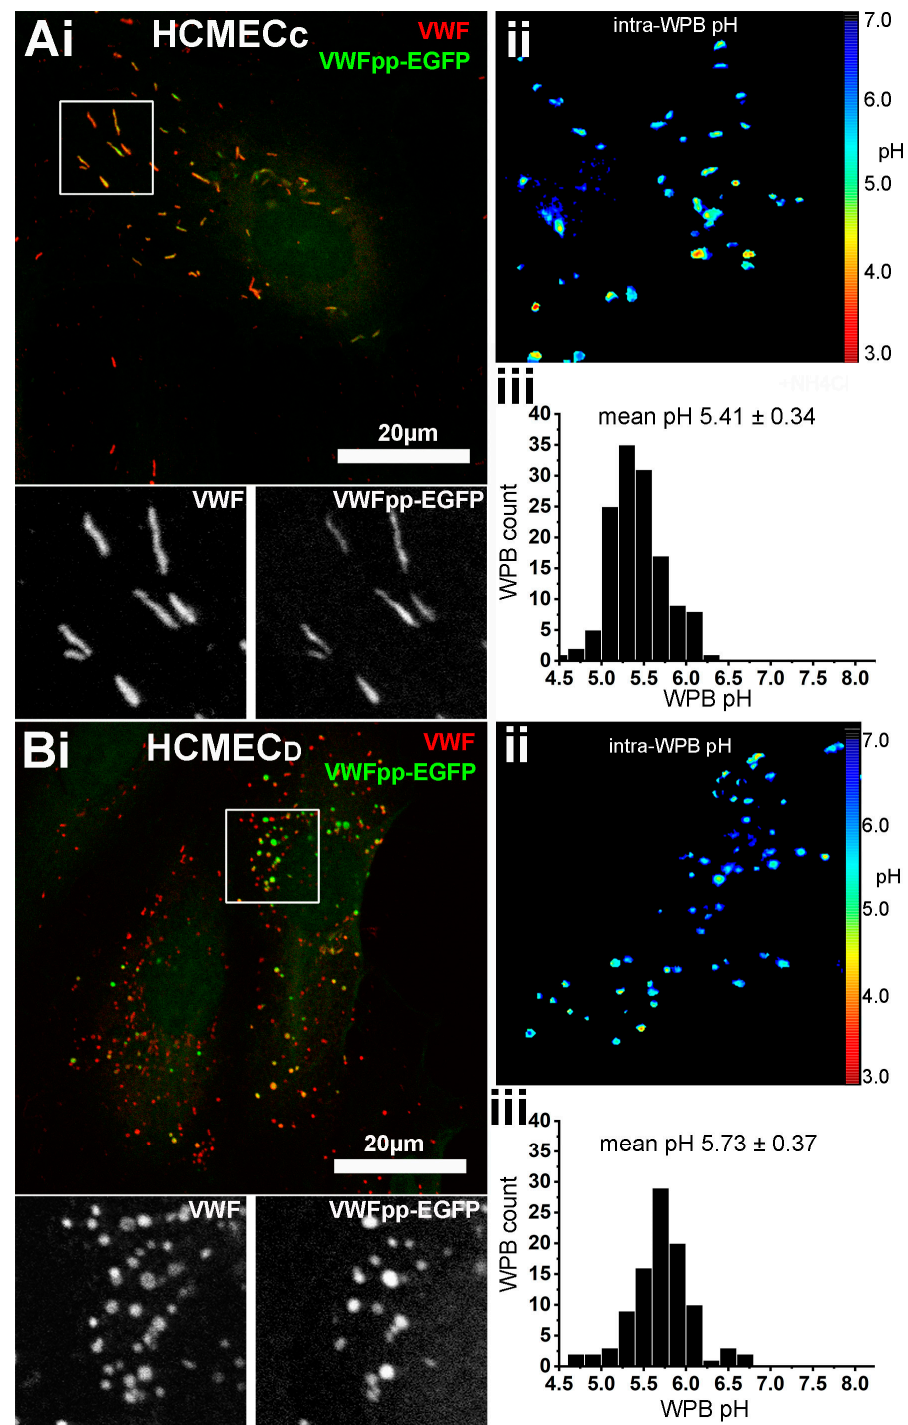 Ai
HCMECc
VWF
VWFpp-EGFP
20µm
VWF
VWFpp-EGFP
ii
intra-WPB pH
7.0
6.0
pH
5.0
4.0
3.0
iii
+NH4Cl
mean pH 5.41 ± 0.34
WPB count
40
35
30
25
20
15
10
5
0
4.5 5.0 5.5 6.0 6.5 7.0 7.5 8.0
WPB pH
Bi
HCMECD
VWF
VWFpp-EGFP
20µm
VWF
VWFpp-EGFP
ii
intra-WPB pH
7.0
6.0
pH
5.0
4.0
3.0
iii
mean pH 5.73 ± 0.37
WPB count
40
35
30
25
20
15
10
5
0
4.5 5.0 5.5 6.0 6.5 7.0 7.5 8.0
WPB pH